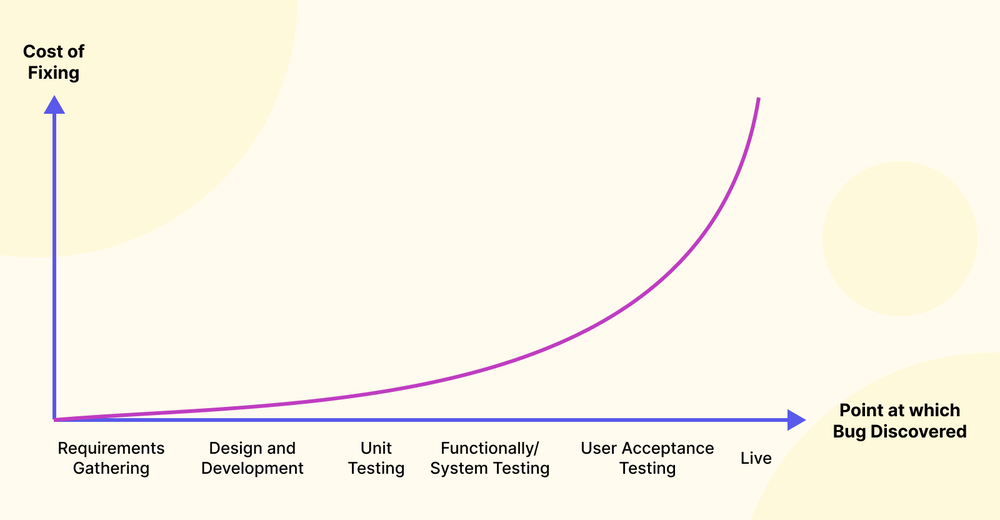 Cost of
Fixing
Requirements
Gathering
Design and
Development
Unit
Testing
Functionally/
System Testing
User Acceptance
Testing
Live
Point at which
Bug Discovered